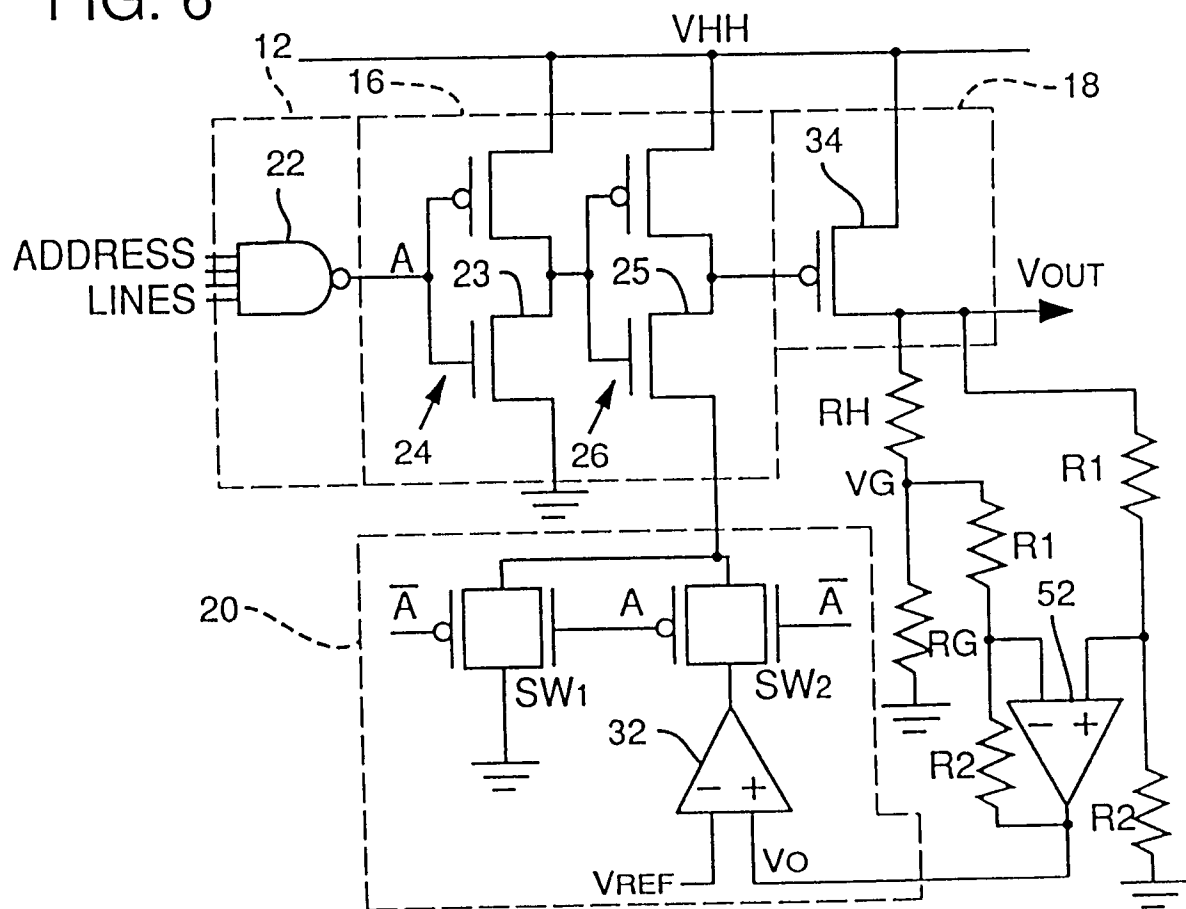 FIG. 6
VHH
12
16
18
22
34
ADDRESS
LINES
A
23
25
VOUT
24
26
RH
VG
R1
R1
A
A
A
52
20
RG
SW1
SW2
32
− +
− +
R2
R2
VREF
VO